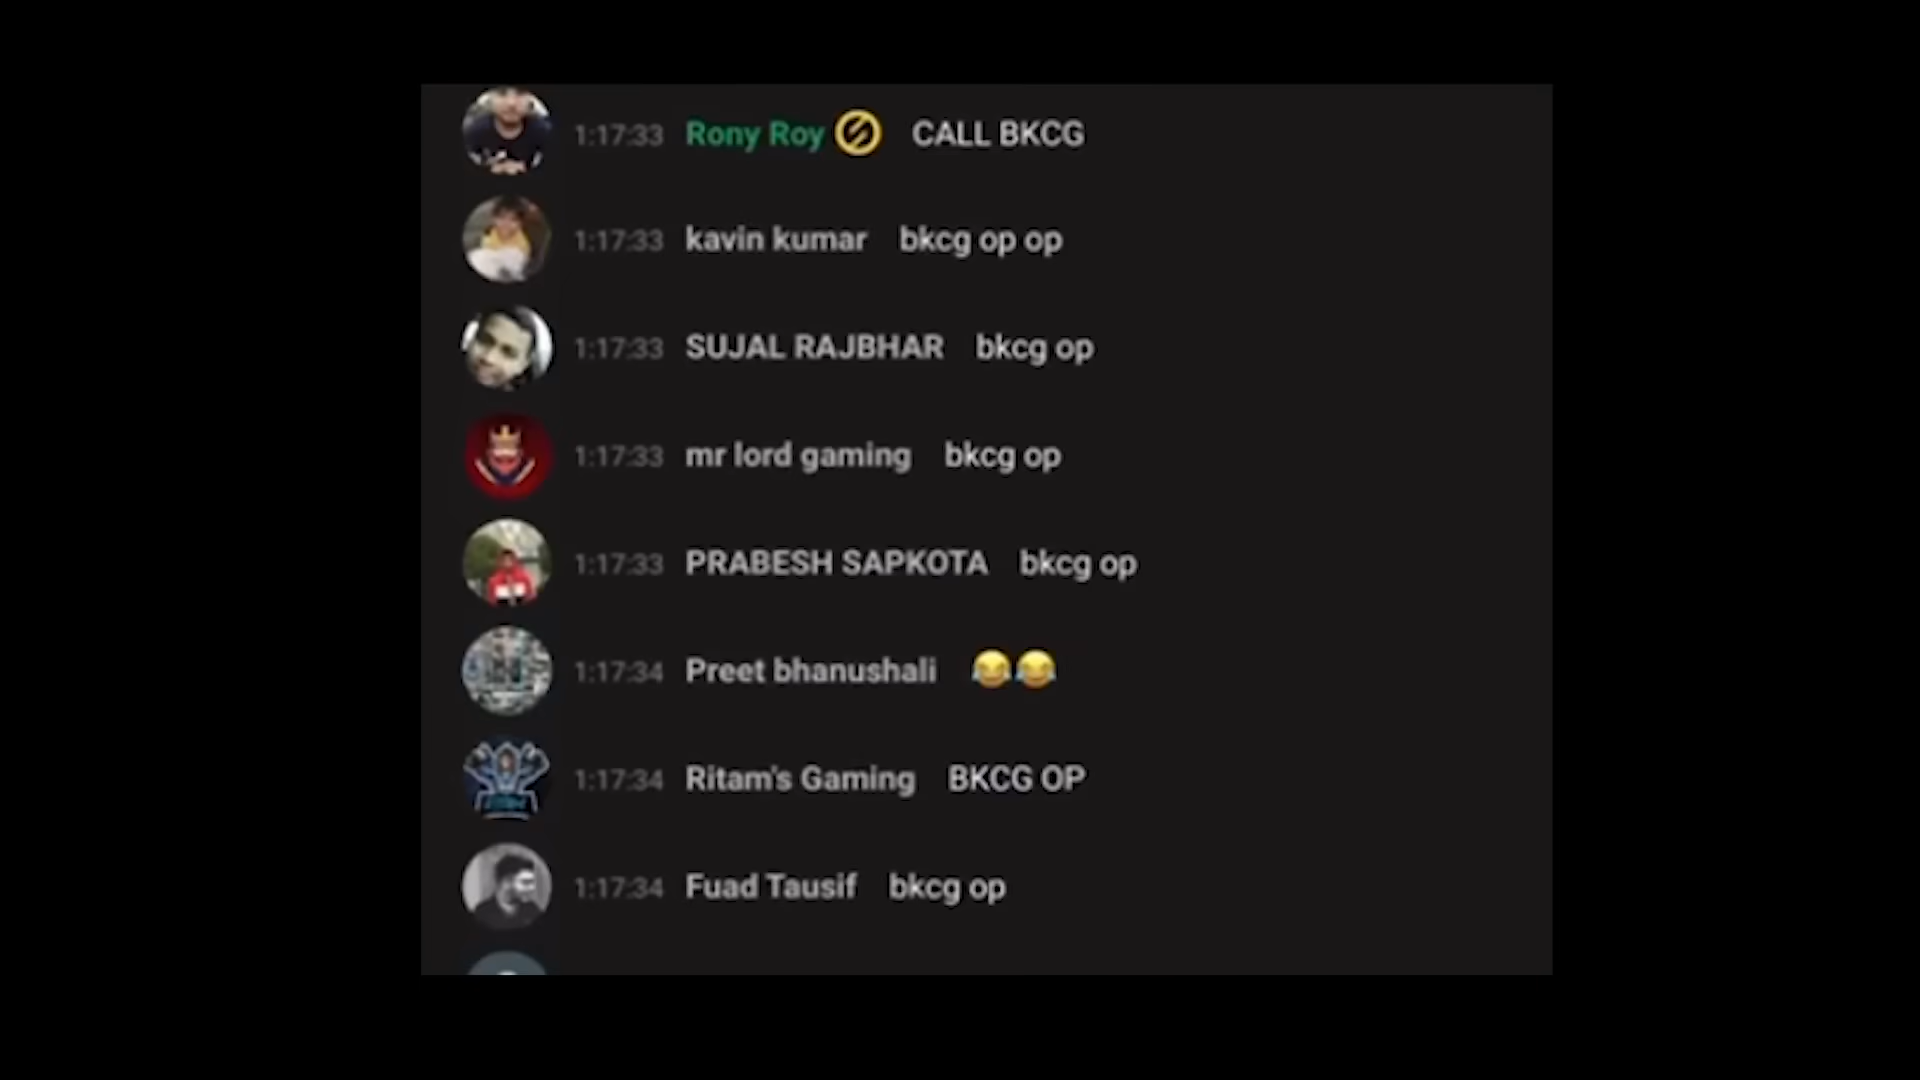 1:17:33 Rony Roy CALL BKCG
1:17:33 kavin kumar bkcg op op
1:17:33 SUJAL RAJBHAR bkcg op
1:17:33 mr lord gaming bkcg op
1:17:33 PRABESH SAPKOTA bkcg op
1:17:34 Preet bhanushali 😂😂
1:17:34 Ritam's Gaming BKCG OP
1:17:34 Fuad Tausif bkcg op